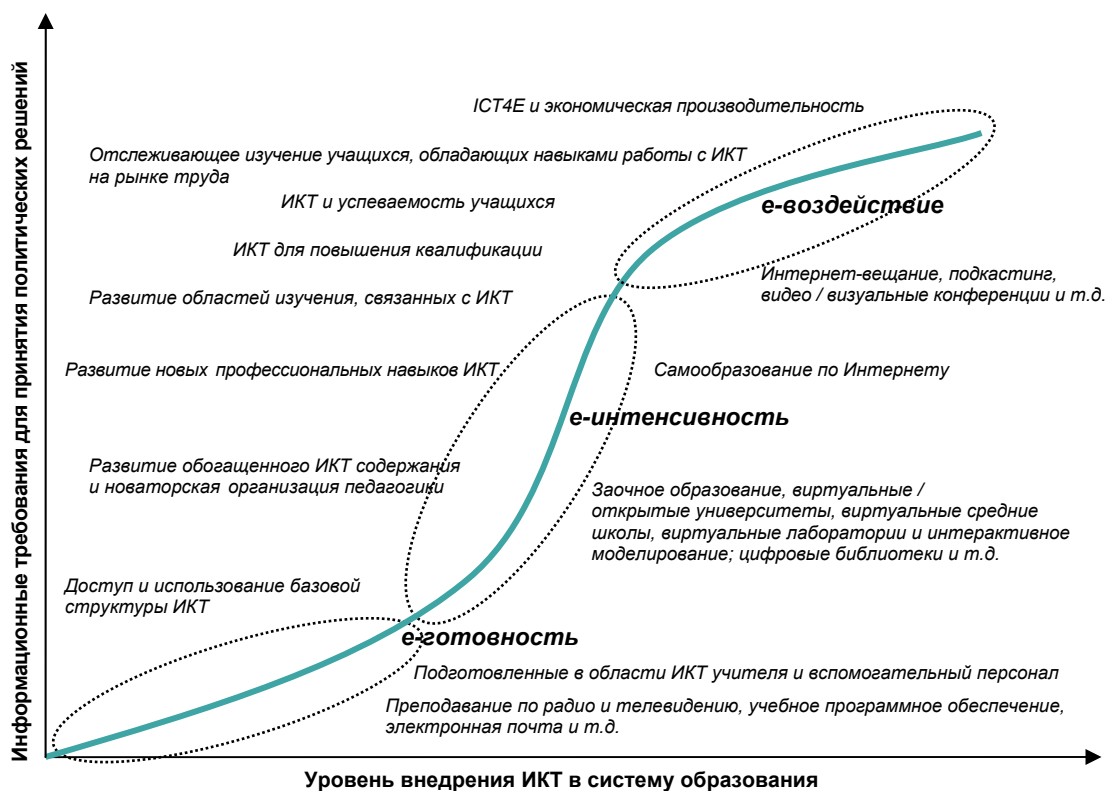 Информационные требования для принятия политических решений
ICT4E и экономическая производительность
Отслеживающее изучение учащихся, обладающих навыками работы с ИКТ
на рынке труда
ИКТ и успеваемость учащихся
е-воздействие
ИКТ для повышения квалификации
Интернет-вещание, подкастинг,
видео / визуальные конференции и т.д.
Развитие областей изучения, связанных с ИКТ
Развитие новых профессиональных навыков ИКТ
Самообразование по Интернету
е-интенсивность
Развитие обогащенного ИКТ содержания
и новаторская организация педагогики
Заочное образование, виртуальные /
открытые университеты, виртуальные средние
школы, виртуальные лаборатории и интерактивное
моделирование; цифровые библиотеки и т.д.
Доступ и использование базовой
структуры ИКТ
е-готовность
Подготовленные в области ИКТ учителя и вспомогательный персонал
Преподавание по радио и телевидению, учебное программное обеспечение,
электронная почта и т.д.
Уровень внедрения ИКТ в систему образования